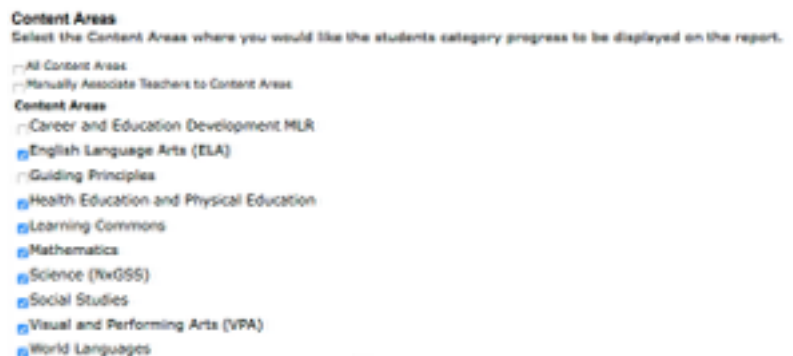 Content Areas
Select the Content Areas where you would like the students category progress to be displayed on the report.
All Content Areas
Manually Associate Teachers to Content Areas
Content Areas
Career and Education Development MLR
English Language Arts (ELA)
Guiding Principles
Health Education and Physical Education
Learning Commons
Mathematics
Science (NxGSS)
Social Studies
Visual and Performing Arts (VPA)
World Languages